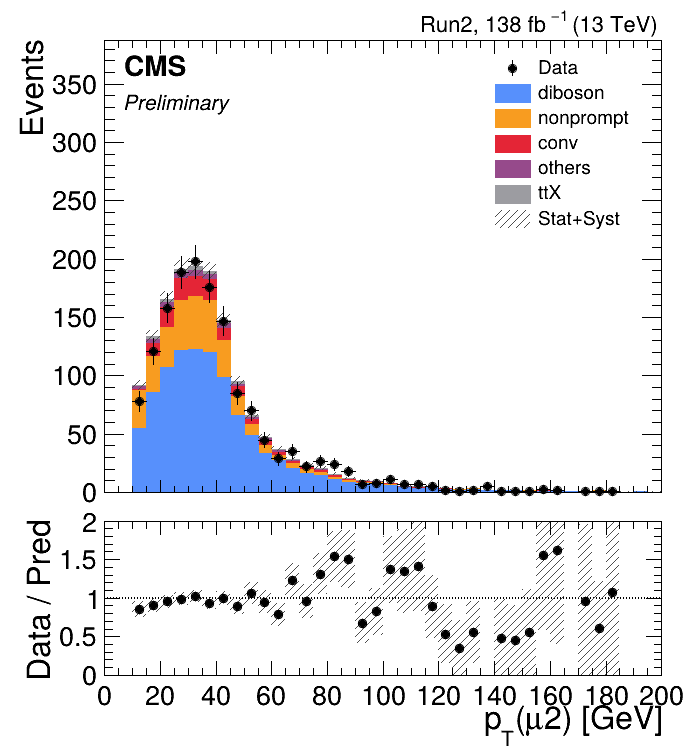 Run2, 138 fb⁻¹ (13 TeV)
Events
CMS
Preliminary
Data
diboson
nonprompt
conv
others
ttX
Stat+Syst
350
300
250
200
150
100
50
0
Data / Pred
2
1.5
1
0.5
0
0 20 40 60 80 100 120 140 160 180 200
p_T(μ2) [GeV]